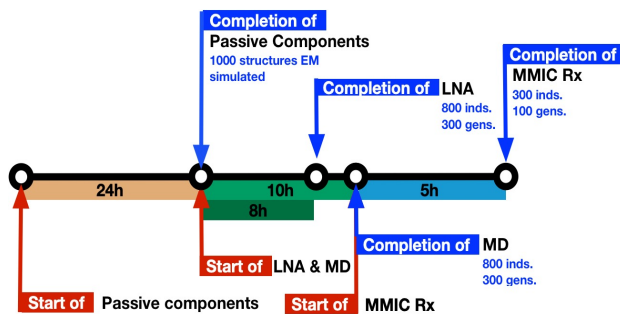 Completion of
Passive Components
1000 structures EM
simulated
Completion of LNA
800 inds.
300 gens.
Completion of
MMIC Rx
300 inds.
100 gens.
24h
10h
5h
8h
Start of LNA & MD
Completion of MD
800 inds.
300 gens.
Start of Passive components
Start of MMIC Rx